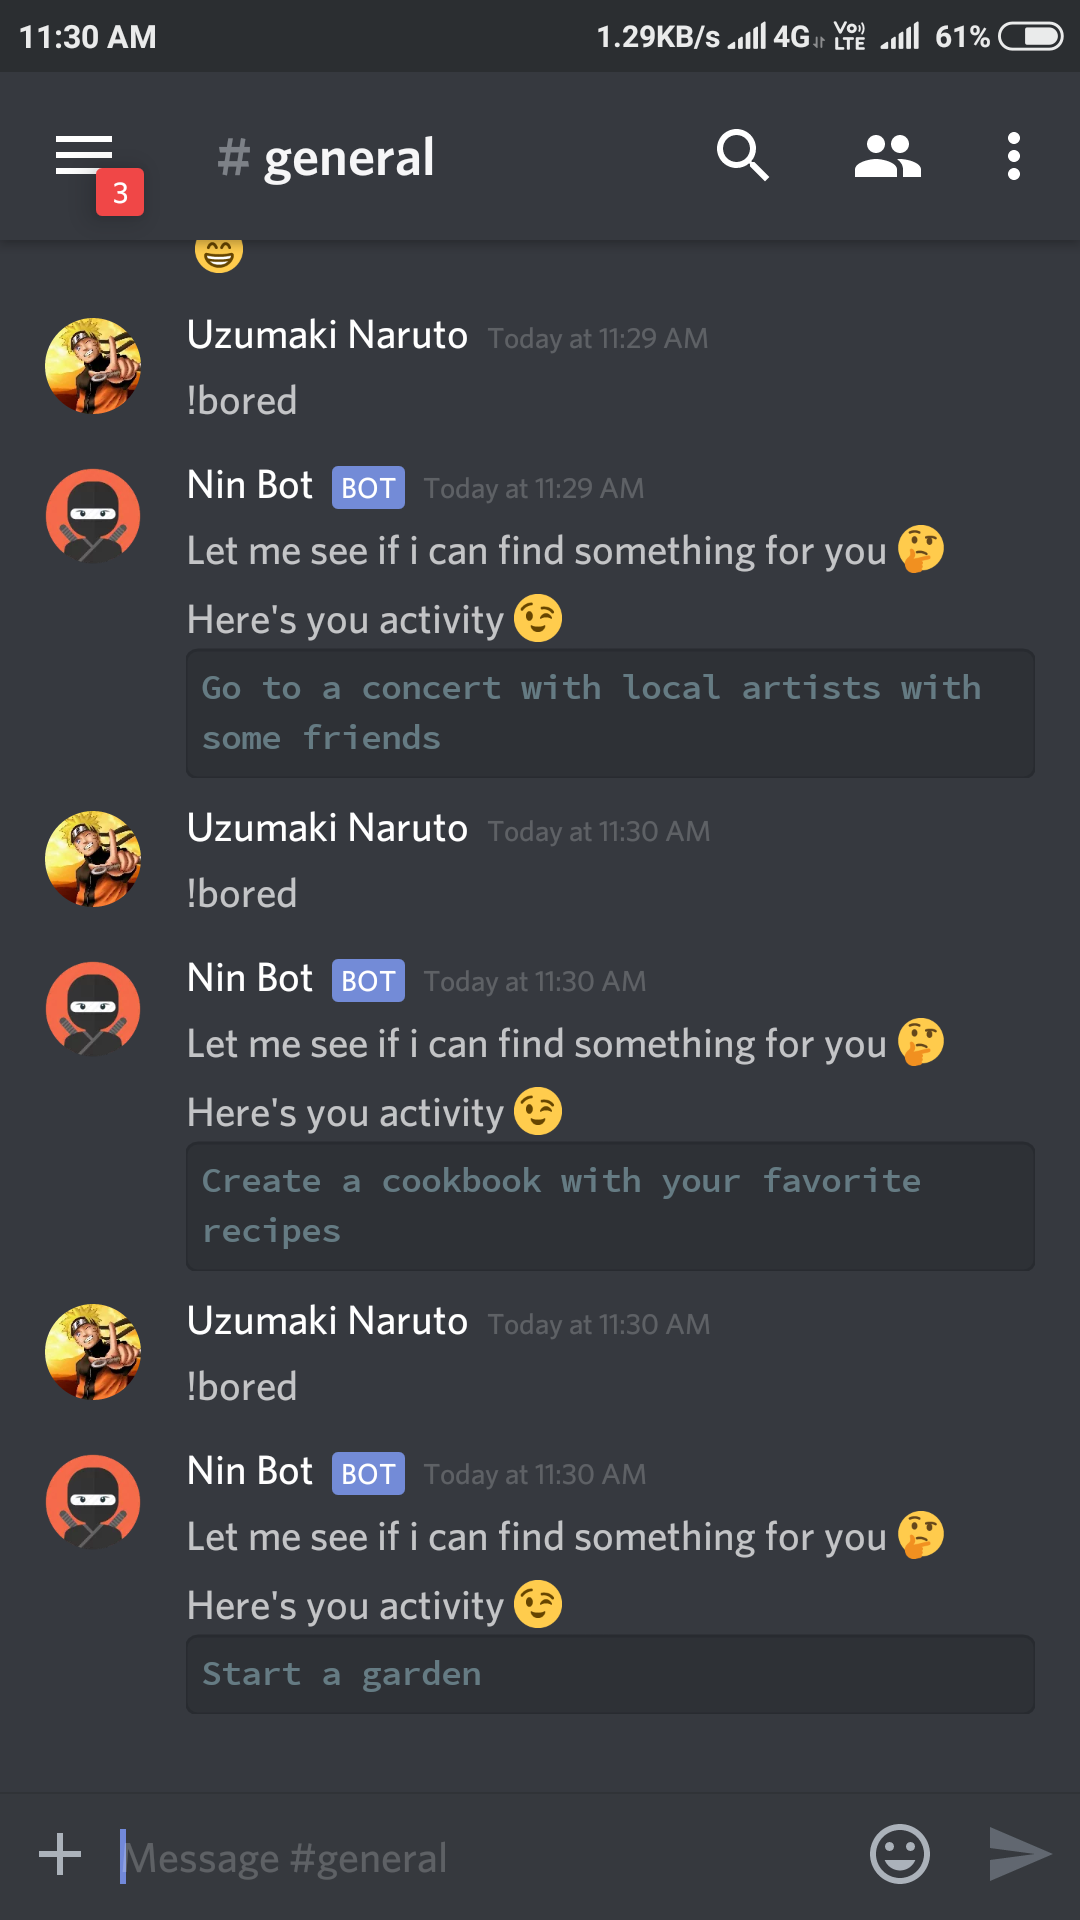 11:30 AM 1.29KB/s 4G Vo)) LTE 61%
3 # general
Uzumaki Naruto Today at 11:29 AM
!bored
Nin Bot BOT Today at 11:29 AM
Let me see if i can find something for you 🤔
Here's you activity 😉
Go to a concert with local artists with
some friends
Uzumaki Naruto Today at 11:30 AM
!bored
Nin Bot BOT Today at 11:30 AM
Let me see if i can find something for you 🤔
Here's you activity 😉
Create a cookbook with your favorite
recipes
Uzumaki Naruto Today at 11:30 AM
!bored
Nin Bot BOT Today at 11:30 AM
Let me see if i can find something for you 🤔
Here's you activity 😉
Start a garden
Message #general